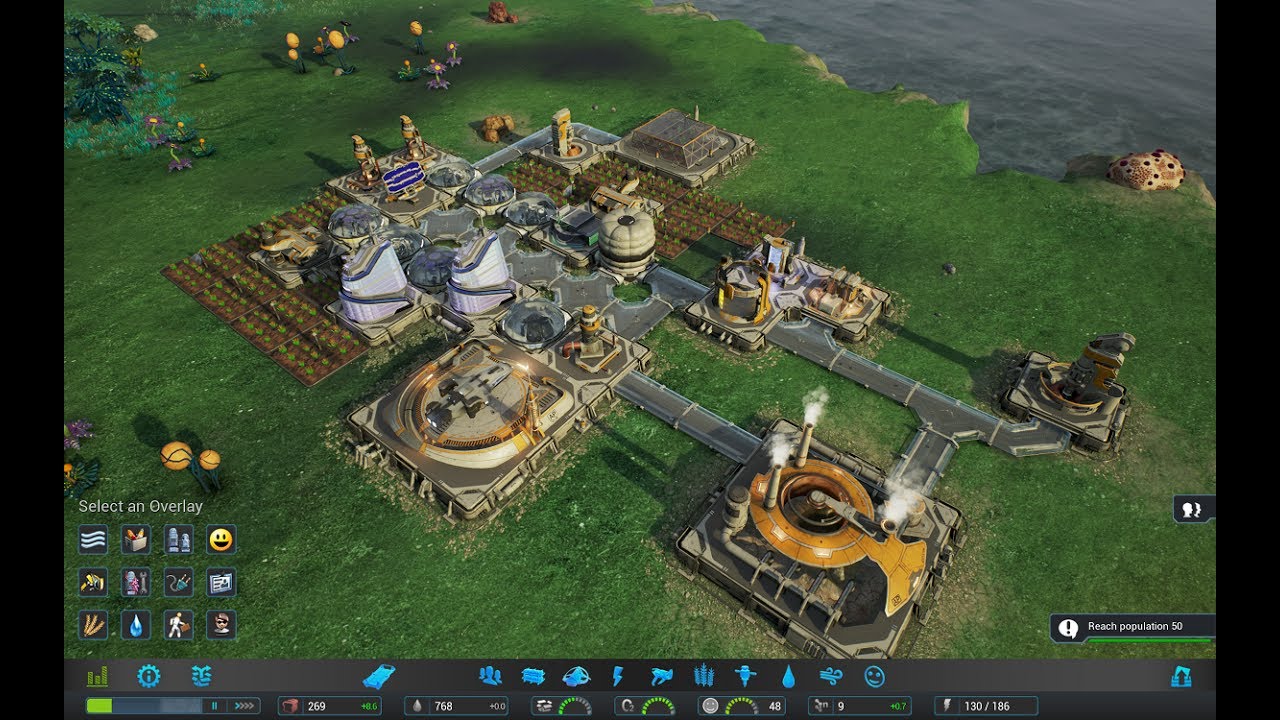 Select an Overlay
Reach population 50
269 +8.6
768 +0.0
48
9 +0.7
130 / 186